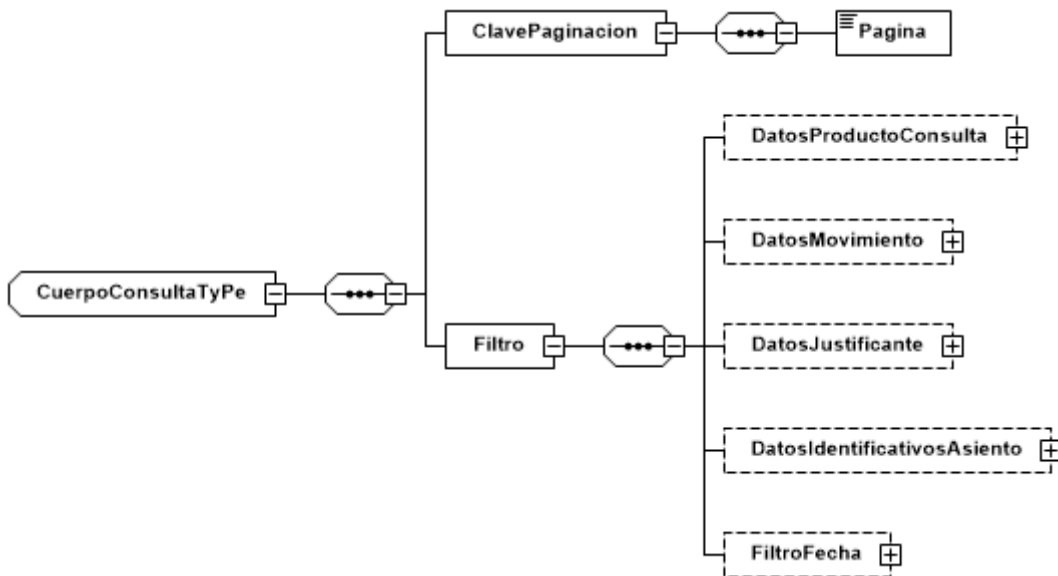 ClavePaginacion
Pagina
DatosProductoConsulta
DatosMovimiento
CuerpoConsultaTyPe
Filtro
DatosJustificante
DatosIdentificativosAsiento
FiltroFecha